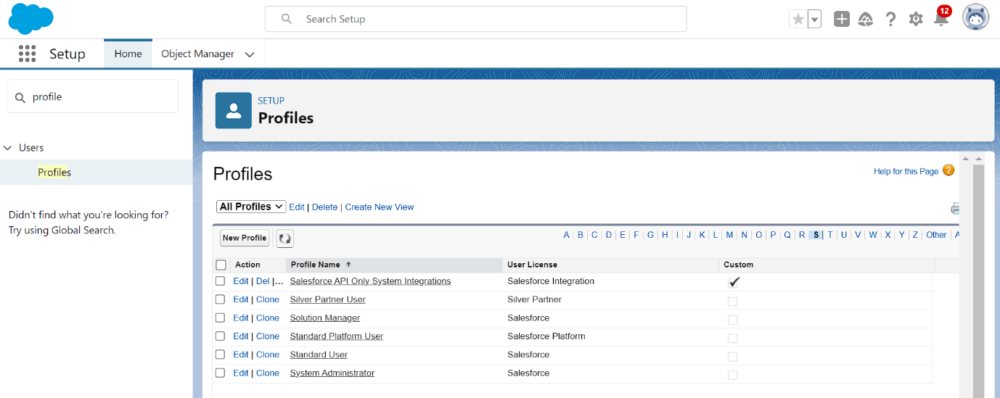 Search Setup
12
Setup Home Object Manager
profile
SETUP
Profiles
Users
Profiles
Didn't find what you're looking for?
Try using Global Search.
Profiles
Help for this Page ?
All Profiles Edit | Delete | Create New View
New Profile A | B | C | D | E | F | G | H | I | J | K | L | M | N | O | P | Q | R | S | T | U | V | W | X | Y | Z | Other | A
Action Profile Name ↑ User License Custom
Edit | Del |... Salesforce API Only System Integrations Salesforce Integration ✓
Edit | Clone Silver Partner User Silver Partner
Edit | Clone Solution Manager Salesforce
Edit | Clone Standard Platform User Salesforce Platform
Edit | Clone Standard User Salesforce
Edit | Clone System Administrator Salesforce